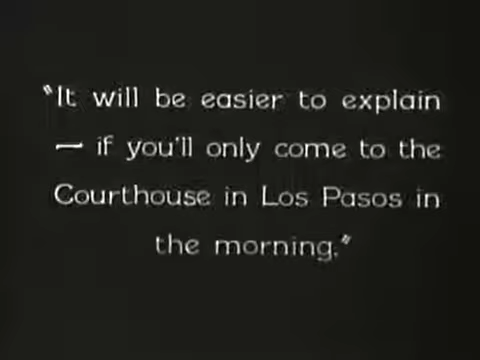 "It will be easier to explain
— if you'll only come to the
Courthouse in Los Pasos in
the morning."